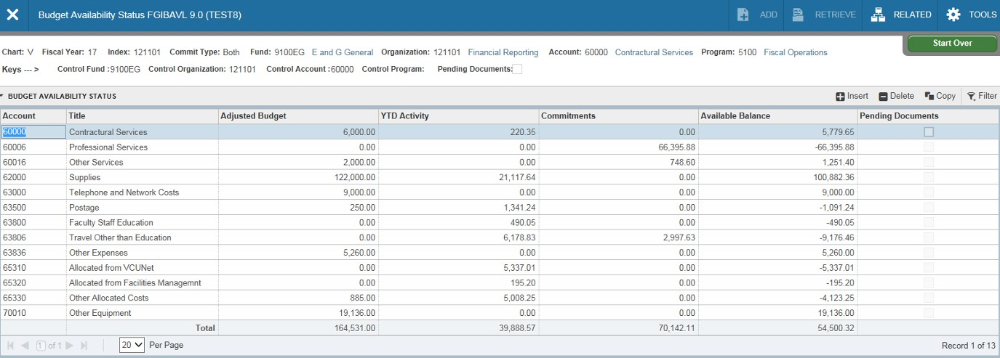 Budget Availability Status FGIBAVL 9.0 (TEST8) ADD RETRIEVE RELATED TOOLS
Start Over
Chart: V Fiscal Year: 17 Index: 121101 Commit Type: Both Fund: 9100EG E and G General Organization: 121101 Financial Reporting Account: 60000 Contractural Services Program: 5100 Fiscal Operations
Keys --- > Control Fund :9100EG Control Organization: 121101 Control Account :60000 Control Program: Pending Documents:
BUDGET AVAILABILITY STATUS Insert Delete Copy Filter
Account Title Adjusted Budget YTD Activity Commitments Available Balance Pending Documents
60000 Contractural Services 6,000.00 220.35 0.00 5,779.65
60006 Professional Services 0.00 0.00 66,395.88 -66,395.88
60016 Other Services 2,000.00 0.00 748.60 1,251.40
62000 Supplies 122,000.00 21,117.64 0.00 100,882.36
63000 Telephone and Network Costs 9,000.00 0.00 0.00 9,000.00
63500 Postage 250.00 1,341.24 0.00 -1,091.24
63800 Faculty Staff Education 0.00 490.05 0.00 -490.05
63806 Travel Other than Education 0.00 6,178.83 2,997.63 -9,176.46
63836 Other Expenses 5,260.00 0.00 0.00 5,260.00
65310 Allocated from VCUNet 0.00 5,337.01 0.00 -5,337.01
65320 Allocated from Facilities Managemnt 0.00 195.20 0.00 -195.20
65330 Other Allocated Costs 885.00 5,008.25 0.00 -4,123.25
70010 Other Equipment 19,136.00 0.00 0.00 19,136.00
Total 164,531.00 39,888.57 70,142.11 54,500.32
1 of 1 20 Per Page Record 1 of 13